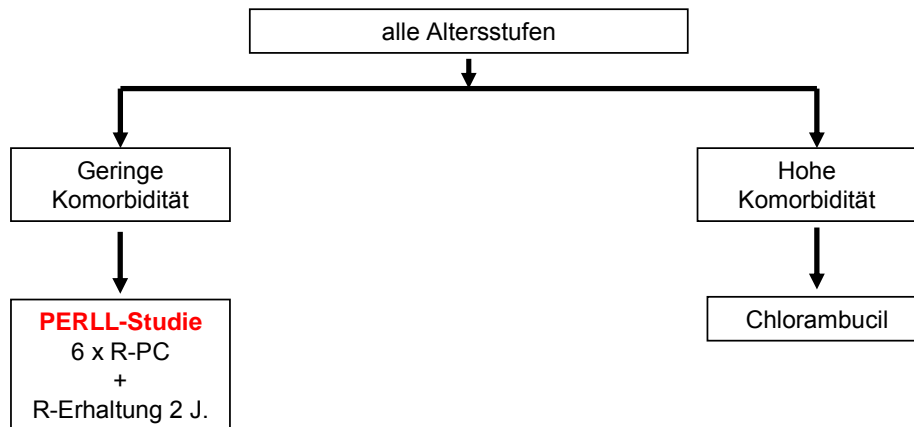 alle Altersstufen
Geringe
Komorbidität
Hohe
Komorbidität
PERLL-Studie
6 x R-PC
+
R-Erhaltung 2 J.
Chlorambucil